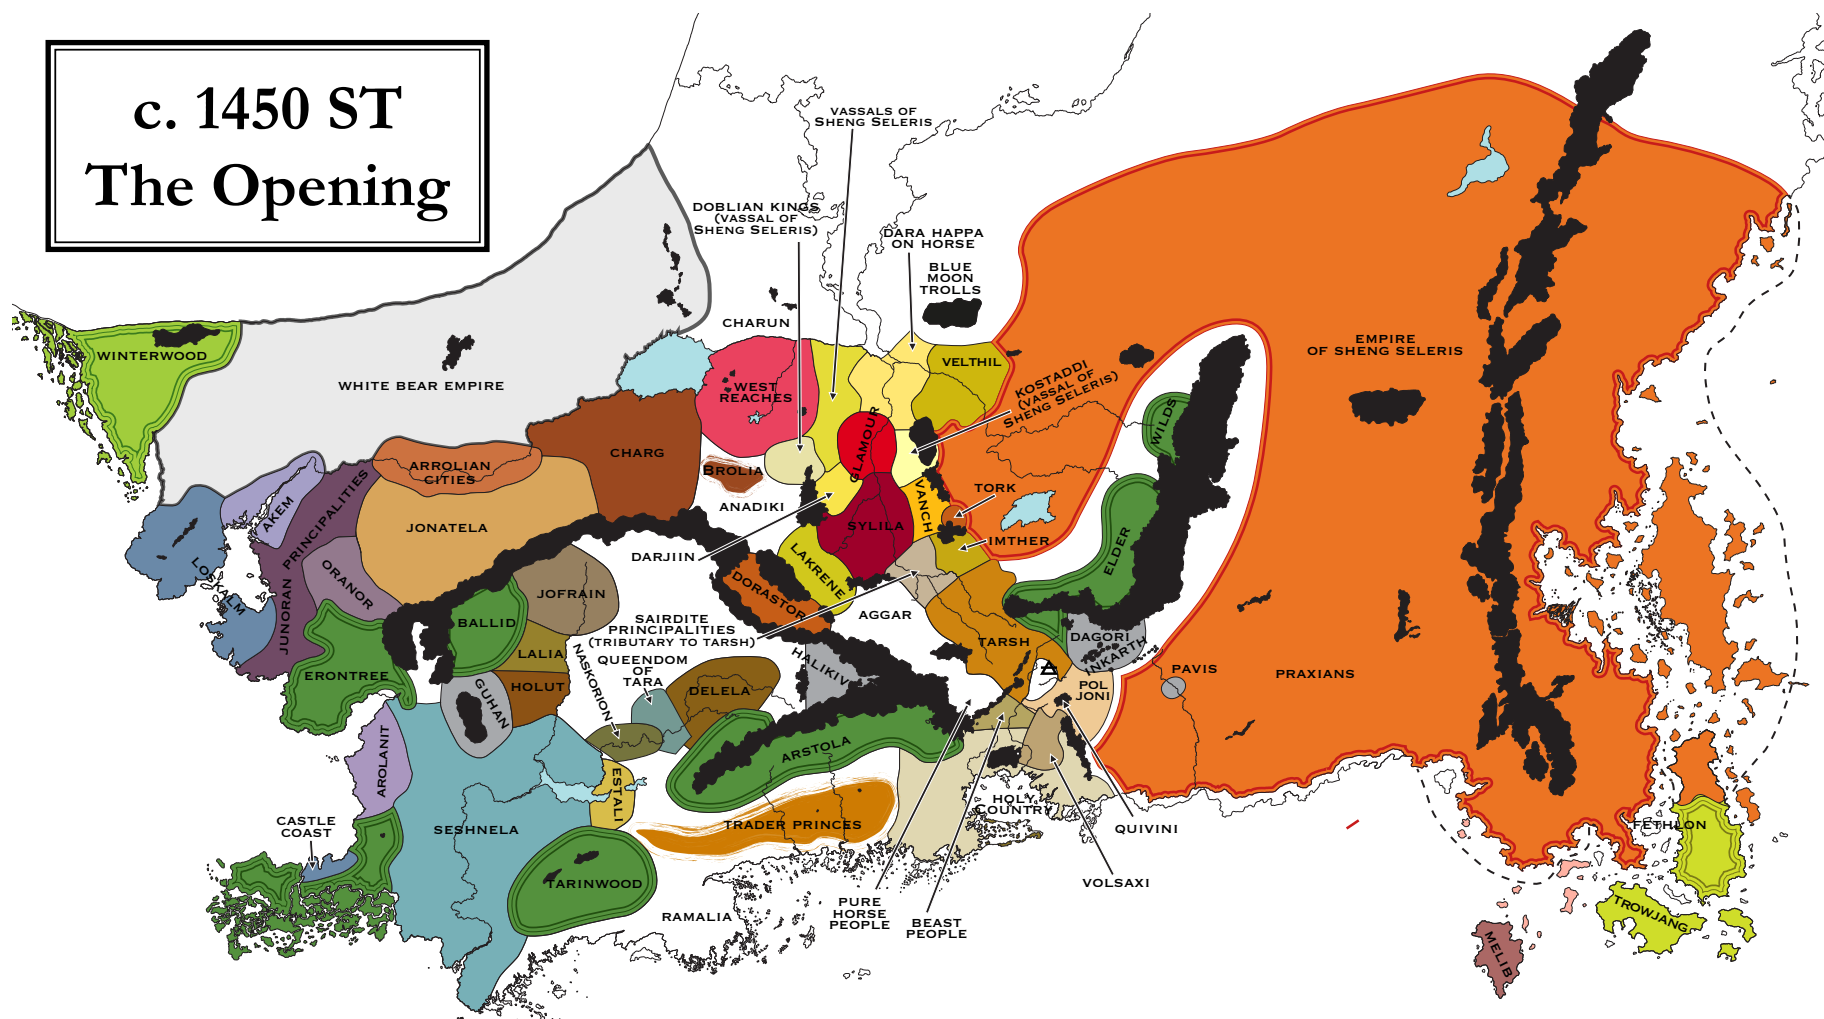 c. 1450 ST
The Opening
VASSALS OF
SHENG SELERIS
DOBLIAN KINGS
(VASSAL OF
SHENG SELERIS)
DARA HAPPA
ON HORSE
BLUE
MOON
TROLLS
CHARUN
WINTERWOOD
WHITE BEAR EMPIRE
WEST
REACHES
VELTHIL
KOSTADDI
(VASSAL OF
SHENG SELERIS)
EMPIRE
OF SHENG SELERIS
WILDS
GLAMOUR
CHARG
BROLIA
ARROLIAN
CITIES
ANADIKI
VANCH
TORK
AKEM
JUNORAN PRINCIPALITIES
JONATELA
SYLILA
IMTHER
DARJIIN
LAKRENE
ELDER
LOSKALM
ORANOR
DORASTOR
JOFRAIN
AGGAR
SAIRDITE
PRINCIPALITIES
(TRIBUTARY TO TARSH)
BALLID
LALIA
TARSH
DAGORI
INKARTH
NASKORION
QUEENDOM
OF
TARA
HALIKIV
ERONTREE
GUHAN
HOLUT
DELELA
POL
JONI
PAVIS
PRAXIANS
AROLANIT
ARSTOLA
ESTALI
HOLY
COUNTRY
CASTLE
COAST
SESHNELA
TRADER PRINCES
QUIVINI
FETHLON
TARINWOOD
VOLSAXI
RAMALIA
PURE
HORSE
PEOPLE
BEAST
PEOPLE
TROWJANG
MELIB